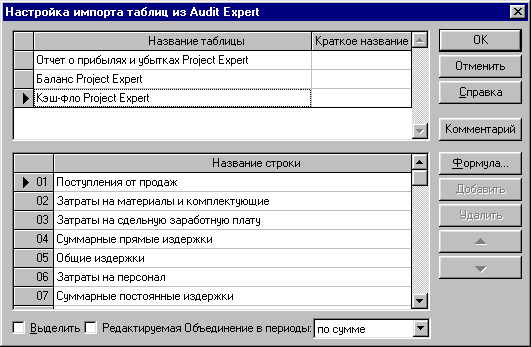 Настройка импорта таблиц из Audit Expert
Название таблицы Краткое название
Отчет о прибылях и убытках Project Expert
Баланс Project Expert
Кэш-Фло Project Expert
OK
Отменить
Справка
Комментарий
Название строки
01 Поступления от продаж
02 Затраты на материалы и комплектующие
03 Затраты на сдельную заработную плату
04 Суммарные прямые издержки
05 Общие издержки
06 Затраты на персонал
07 Суммарные постоянные издержки
Формула...
Добавить
Удалить
Выделить Редактируемая Объединение в периоды: по сумме